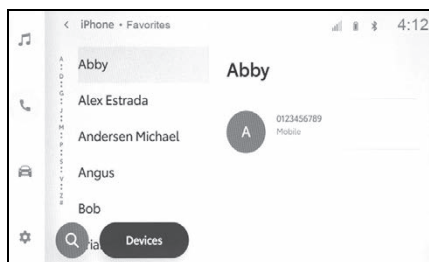 < iPhone • Favorites
4:12
Abby
Alex Estrada
Andersen Michael
Angus
Bob
Devices
Abby
A
0123456789
Mobile